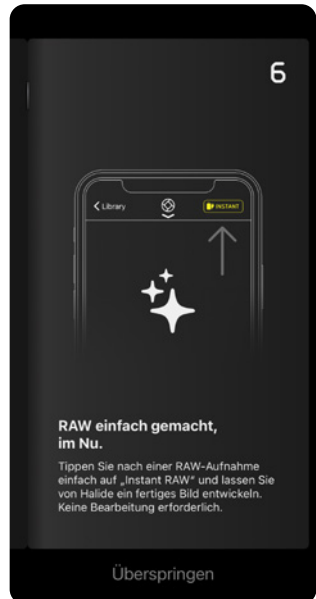 6
Library
INSTANT
RAW einfach gemacht,
im Nu.
Tippen Sie nach einer RAW-Aufnahme
einfach auf „Instant RAW“ und lassen Sie
von Halide ein fertiges Bild entwickeln.
Keine Bearbeitung erforderlich.
Überspringen